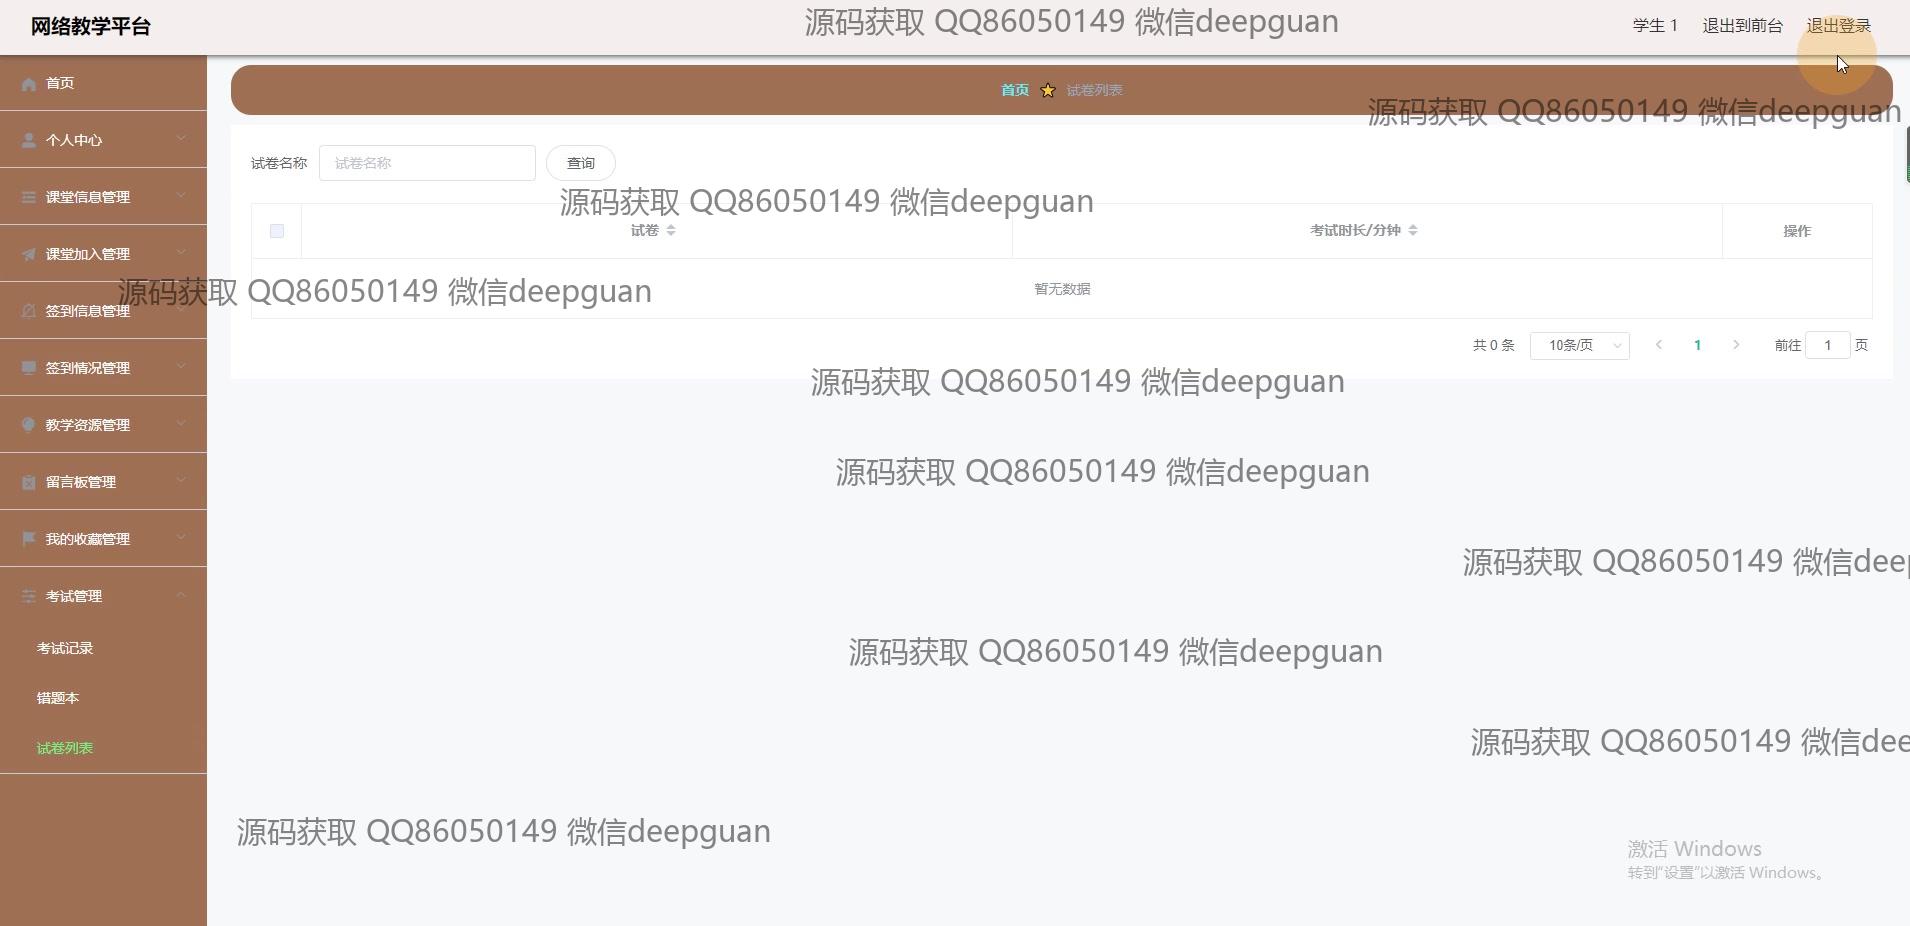 网络教学平台
源码获取 QQ86050149 微信deepguan
学生 1 退出到前台 退出登录
首页
首页 试卷列表
源码获取 QQ86050149 微信deepguan
个人中心
试卷名称 试卷名称 查询
课堂信息管理
源码获取 QQ86050149 微信deepguan
试卷 考试时长/分钟 操作
课堂加入管理
源码获取 QQ86050149 微信deepguan
暂无数据
签到信息管理
共 0 条 10条/页 1 前往 1 页
签到情况管理
源码获取 QQ86050149 微信deepguan
教学资源管理
源码获取 QQ86050149 微信deepguan
留言板管理
我的收藏管理
源码获取 QQ86050149 微信deep
考试管理
考试记录
源码获取 QQ86050149 微信deepguan
错题本
试卷列表
源码获取 QQ86050149 微信dee
源码获取 QQ86050149 微信deepguan
激活 Windows
转到"设置"以激活 Windows。